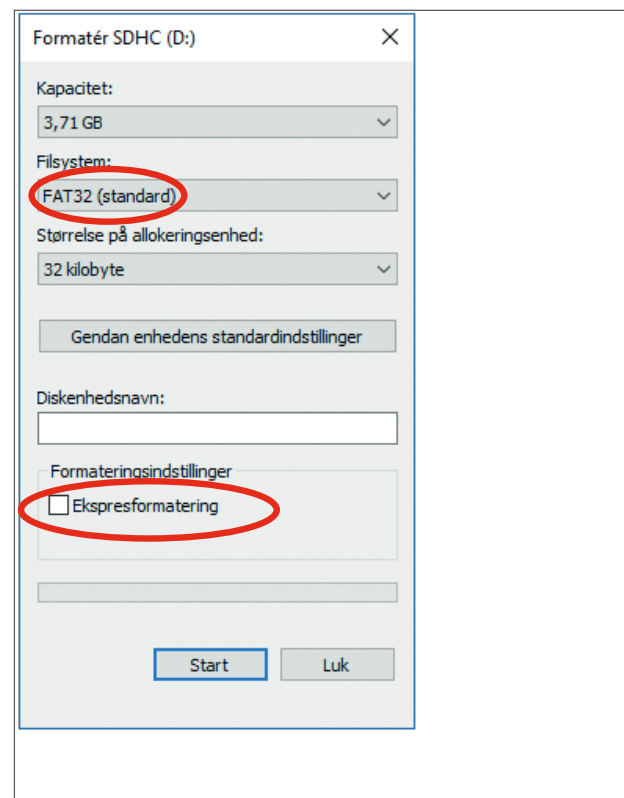 Formatér SDHC (D:)
Kapacitet:
3,71 GB
Filsystem:
FAT32 (standard)
Størrelse på allokeringsenhed:
32 kilobyte
Gendan enhedens standardindstillinger
Diskenhedsnavn:
Formateringsindstillinger
Ekspresformatering
Start Luk